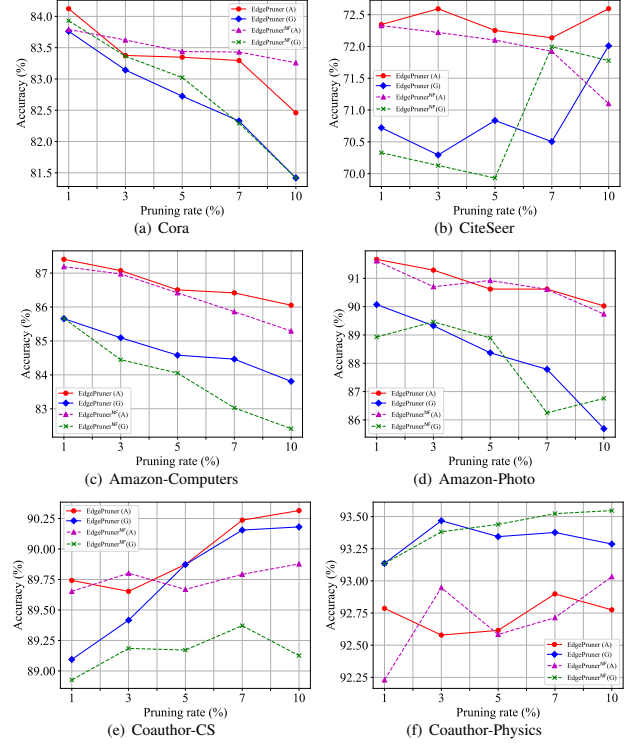 84.0
83.5
83.0
82.5
82.0
81.5
Accuracy (%)
EdgePruner (A)
EdgePruner (G)
EdgePruner^NF (A)
EdgePruner^NF (G)
1 3 5 7 10
Pruning rate (%)
(a) Cora
72.5
72.0
71.5
71.0
70.5
70.0
Accuracy (%)
EdgePruner (A)
EdgePruner (G)
EdgePruner^NF (A)
EdgePruner^NF (G)
1 3 5 7 10
Pruning rate (%)
(b) CiteSeer
87
86
85
84
83
Accuracy (%)
EdgePruner (A)
EdgePruner (G)
EdgePruner^NF (A)
EdgePruner^NF (G)
1 3 5 7 10
Pruning rate (%)
(c) Amazon-Computers
91
90
89
88
87
86
Accuracy (%)
EdgePruner (A)
EdgePruner (G)
EdgePruner^NF (A)
EdgePruner^NF (G)
1 3 5 7 10
Pruning rate (%)
(d) Amazon-Photo
90.25
90.00
89.75
89.50
89.25
89.00
Accuracy (%)
EdgePruner (A)
EdgePruner (G)
EdgePruner^NF (A)
EdgePruner^NF (G)
1 3 5 7 10
Pruning rate (%)
(e) Coauthor-CS
93.50
93.25
93.00
92.75
92.50
92.25
Accuracy (%)
EdgePruner (A)
EdgePruner (G)
EdgePruner^NF (A)
EdgePruner^NF (G)
1 3 5 7 10
Pruning rate (%)
(f) Coauthor-Physics